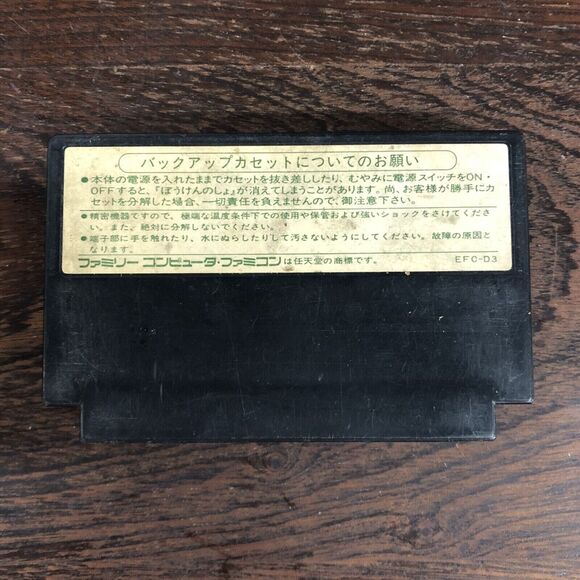 バックアップカセットについてのお願い
●本体の電源を入れたままでカセットを抜き差ししたり、むやみに電源スイッチをON・
OFFすると、「ぼうけんのしょ」が消えてしまうことがあります。尚、お客様が勝手にカ
セットを分解した場合、一切責任を負えませんので、御注意下さい。
●精密機器ですので、極端な温度条件下での使用や保管および強いショックをさけてくださ
い。また、絶対に分解しないでください。
●端子部に手を触れたり、水にぬらしたりして汚さないようにしてください。故障の原因と
なります。
ファミリー コンピュータ・ファミコンは任天堂の商標です。
EFC-D3